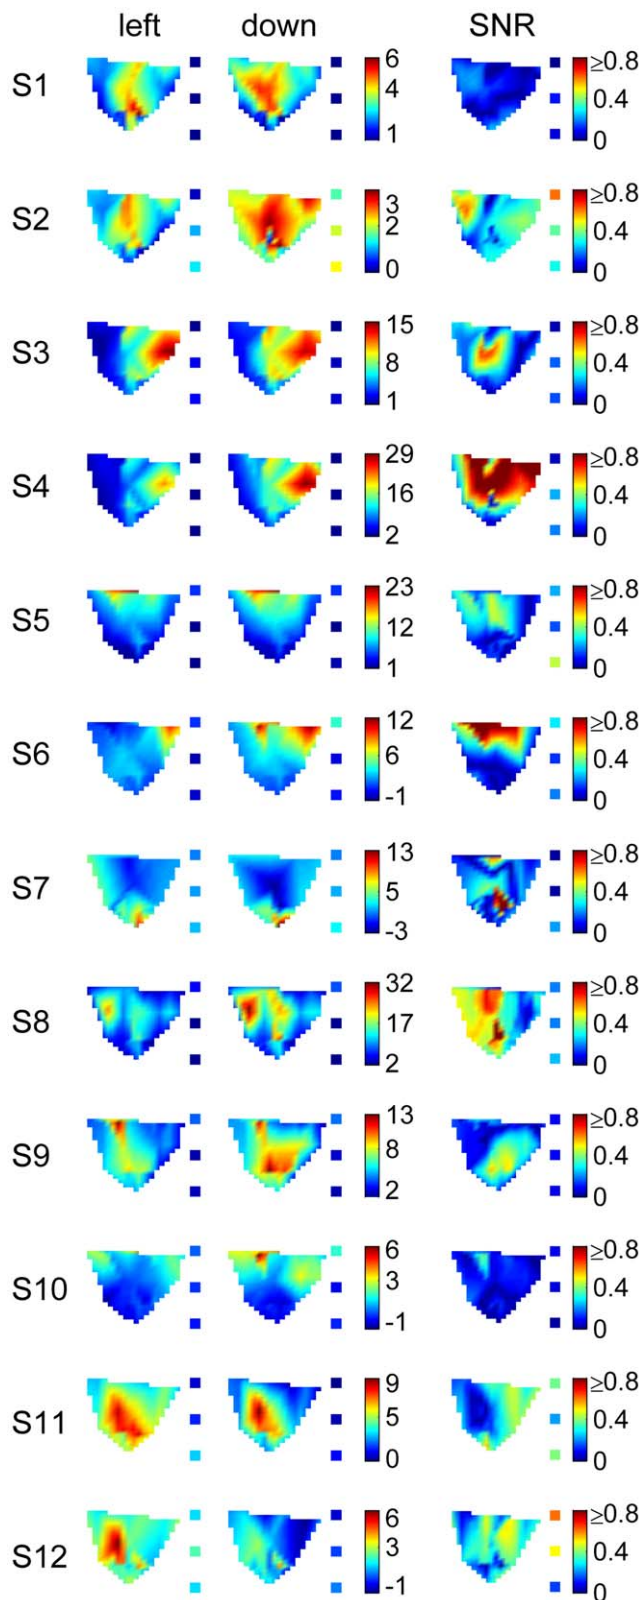 left down SNR
6 ≥0.8
S1 4 0.4
1 0
3 ≥0.8
S2 2 0.4
0 0
15 ≥0.8
S3 8 0.4
1 0
29 ≥0.8
S4 16 0.4
2 0
23 ≥0.8
S5 12 0.4
1 0
12 ≥0.8
S6 6 0.4
-1 0
13 ≥0.8
S7 5 0.4
-3 0
32 ≥0.8
S8 17 0.4
2 0
13 ≥0.8
S9 8 0.4
2 0
6 ≥0.8
S10 3 0.4
-1 0
9 ≥0.8
S11 5 0.4
0 0
6 ≥0.8
S12 3 0.4
-1 0